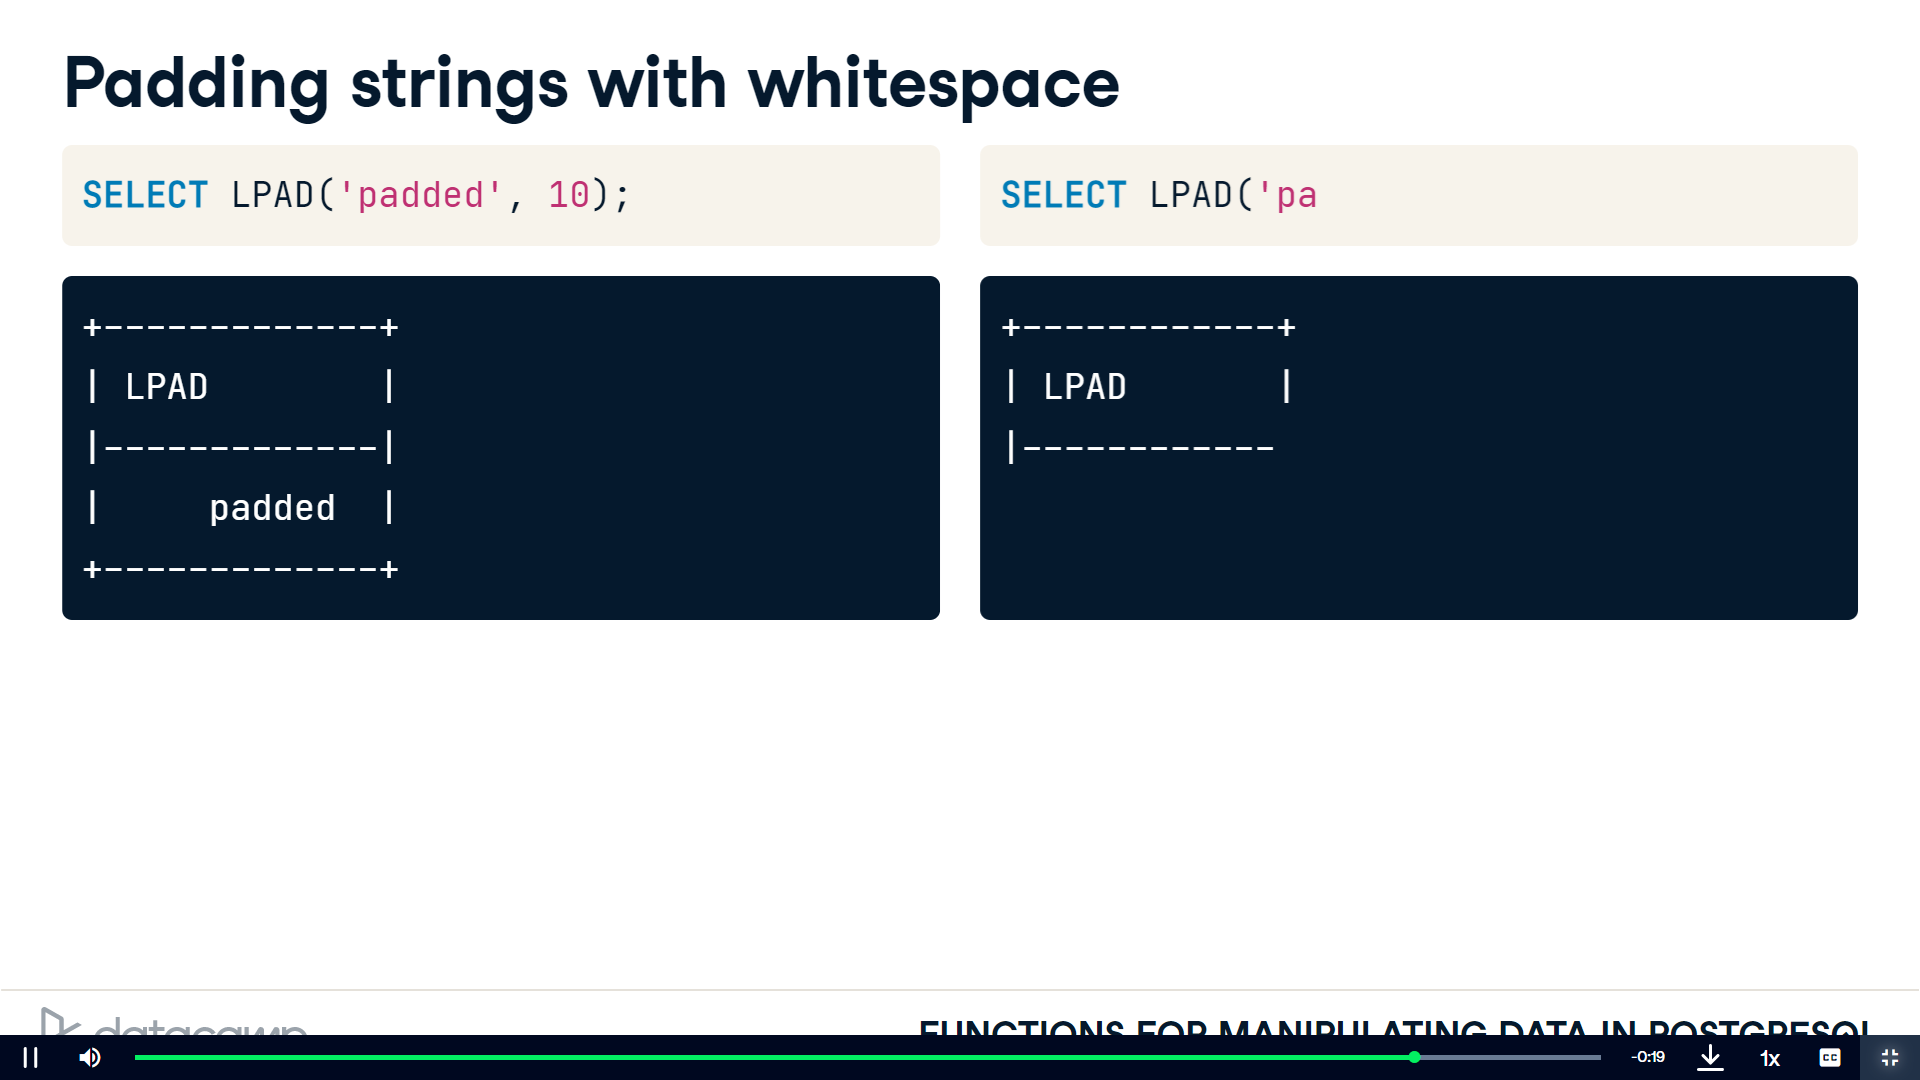 Padding strings with whitespace
SELECT LPAD('padded', 10);
+-------------+
| LPAD        |
|-------------|
|     padded  |
+-------------+
SELECT LPAD('pa
+------------+
| LPAD       |
|------------
datacamp
FUNCTIONS FOR MANIPULATING DATA IN POSTGRESQL
-0:19
1x
CC